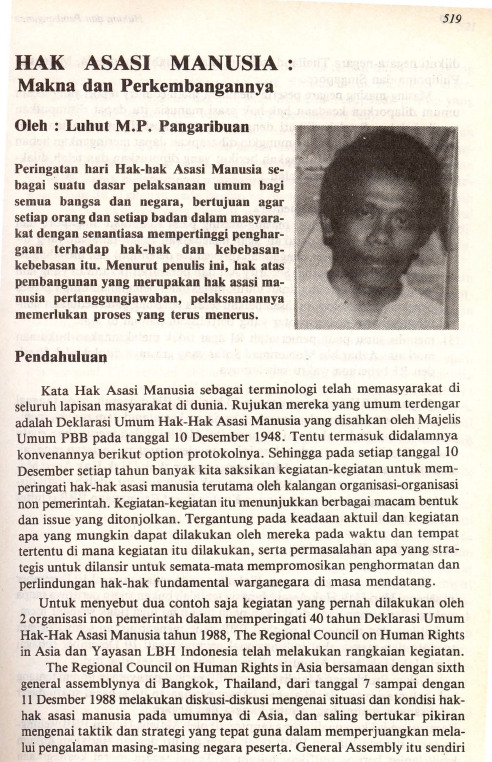 519
HAK ASASI MANUSIA :
Makna dan Perkembangannya
Oleh : Luhut M.P. Pangaribuan
Peringatan hari Hak-hak Asasi Manusia se-
bagai suatu dasar pelaksanaan umum bagi
semua bangsa dan negara, bertujuan agar
setiap orang dan setiap badan dalam masyara-
kat dengan senantiasa mempertinggi penghar-
gaan terhadap hak-hak dan kebebasan-
kebebasan itu. Menurut penulis ini, hak atas
pembangunan yang merupakan hak asasi ma-
nusia pertanggungjawaban, pelaksanaannya
memerlukan proses yang terus menerus.
Pendahuluan
Kata Hak Asasi Manusia sebagai terminologi telah memasyarakat di
seluruh lapisan masyarakat di dunia. Rujukan mereka yang umum terdengar
adalah Deklarasi Umum Hak-Hak Asasi Manusia yang disahkan oleh Majelis
Umum PBB pada tanggal 10 Desember 1948. Tentu termasuk didalamnya
konvenannya berikut option protokolnya. Sehingga pada setiap tanggal 10
Desember setiap tahun banyak kita saksikan kegiatan-kegiatan untuk mem-
peringati hak-hak asasi manusia terutama oleh kalangan organisasi-organisasi
non pemerintah. Kegiatan-kegiatan itu menunjukkan berbagai macam bentuk
dan issue yang ditonjolkan. Tergantung pada keadaan aktuil dan kegiatan
apa yang mungkin dapat dilakukan oleh mereka pada waktu dan tempat
tertentu di mana kegiatan itu dilakukan, serta permasalahan apa yang stra-
tegis untuk dilansir untuk semata-mata mempromosikan penghormatan dan
perlindungan hak-hak fundamental warganegara di masa mendatang.
Untuk menyebut dua contoh saja kegiatan yang pernah dilakukan oleh
2 organisasi non pemerintah dalam memperingati 40 tahun Deklarasi Umum
Hak-Hak Asasi Manusia tahun 1988, The Regional Council on Human Rights
in Asia dan Yayasan LBH Indonesia telah melakukan rangkaian kegiatan.
The Regional Council on Human Rights in Asia bersamaan dengan sixth
general assemblynya di Bangkok, Thailand, dari tanggal 7 sampai dengan
11 Desmber 1988 melakukan diskusi-diskusi mengenai situasi dan kondisi hak-
hak asasi manusia pada umumnya di Asia, dan saling bertukar pikiran
mengenai taktik dan strategi yang tepat guna dalam memperjuangkan mela-
lui pengalaman masing-masing negara peserta. General Assembly itu sendiri